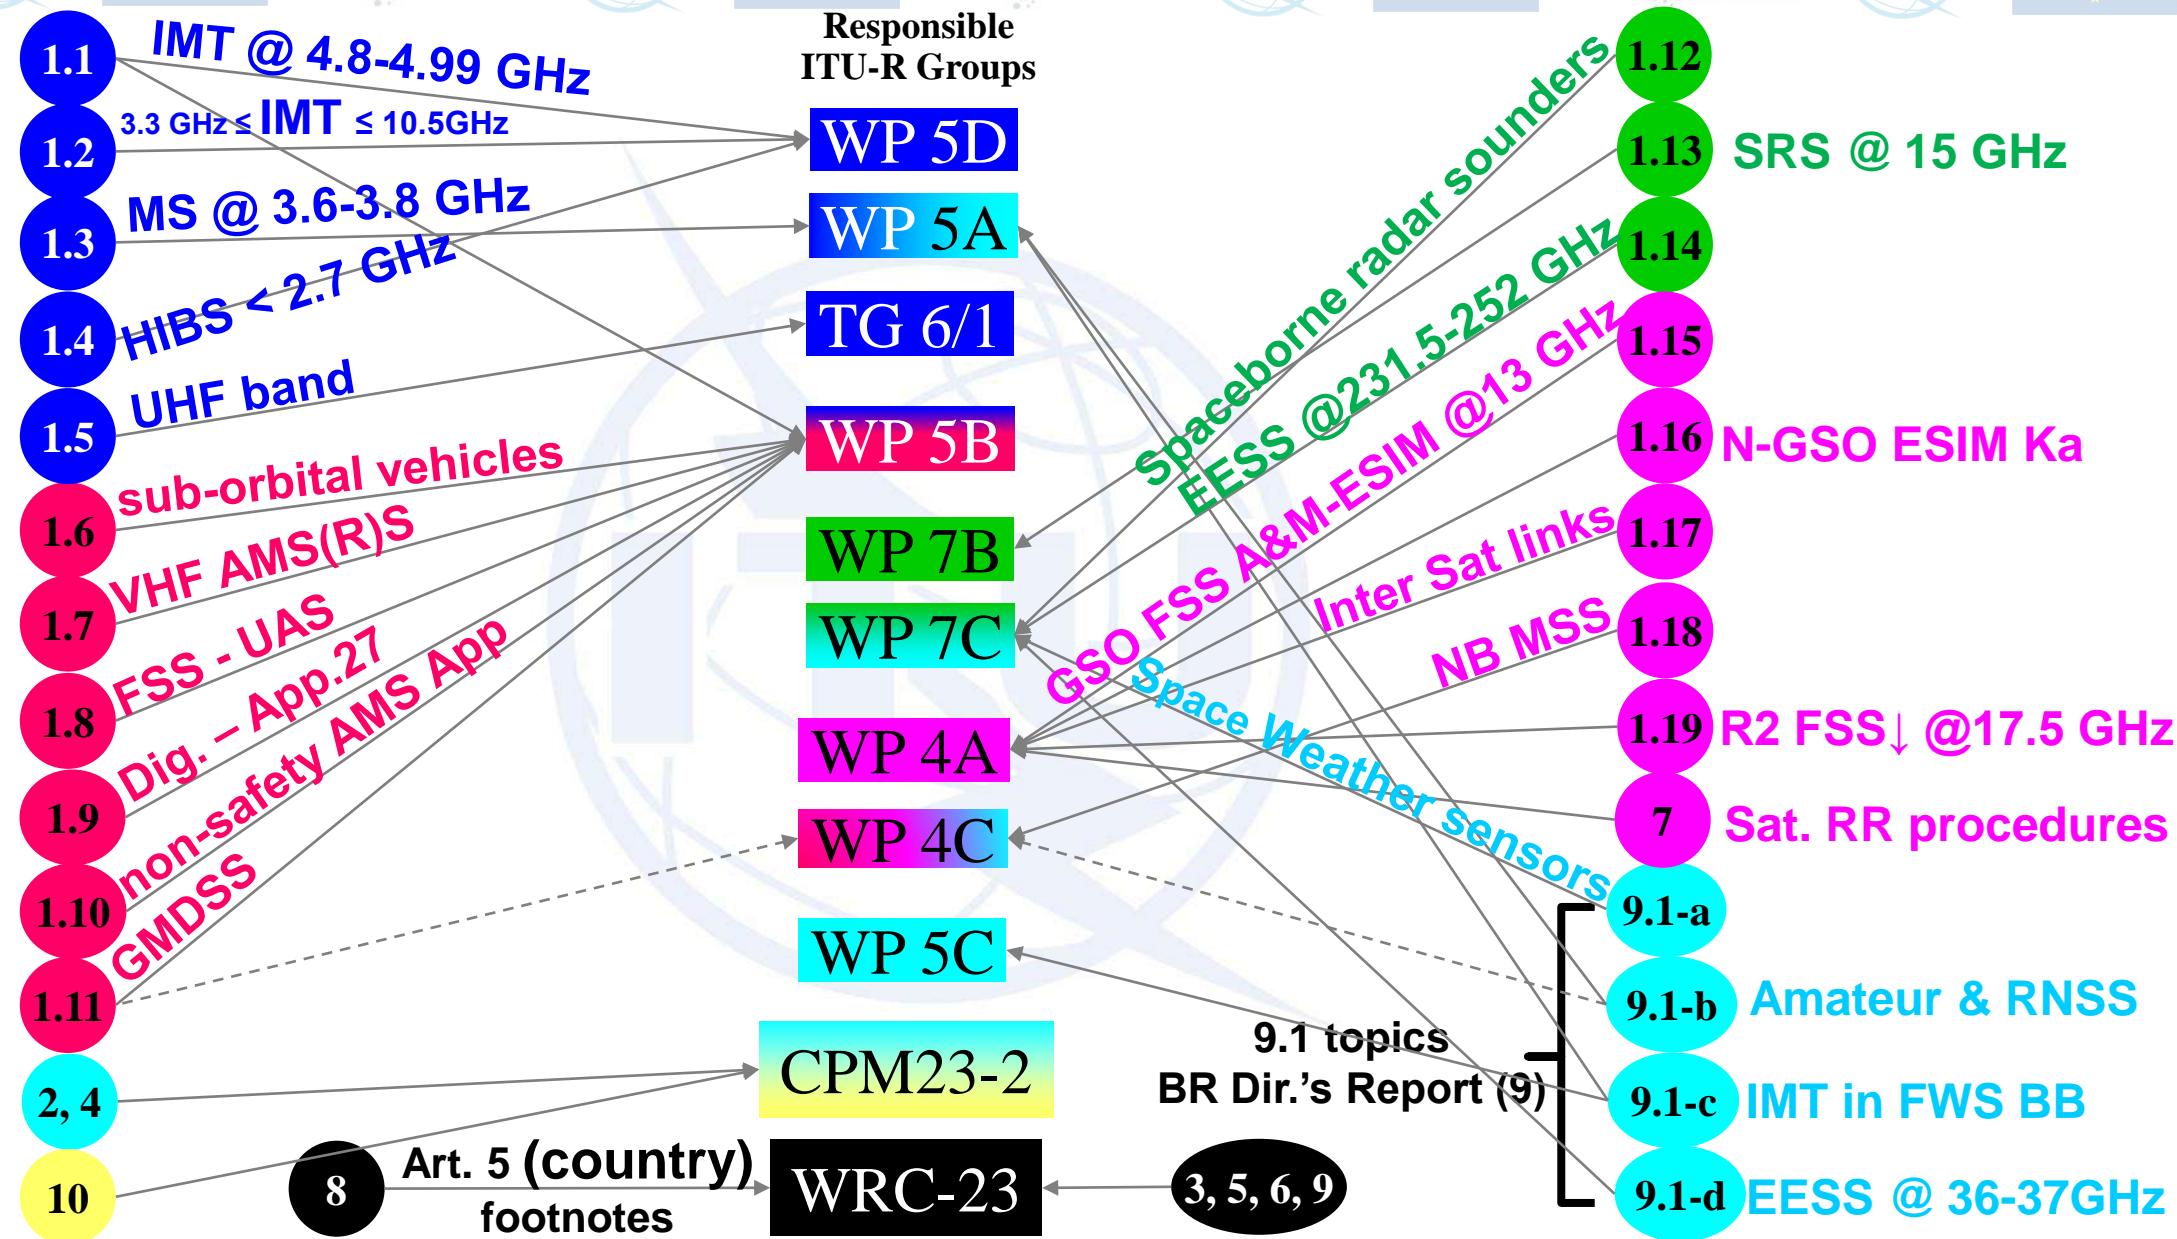 Responsible
ITU-R Groups
1.1
IMT @ 4.8-4.99 GHz
1.2
3.3 GHz ≤ IMT ≤ 10.5GHz
1.3
MS @ 3.6-3.8 GHz
1.4
HIBS < 2.7 GHz
1.5
UHF band
1.6
sub-orbital vehicles
1.7
VHF AMS(R)S
1.8
FSS - UAS
1.9
Dig. – App.27
1.10
non-safety AMS App
1.11
GMDSS
2, 4
10
8
Art. 5 (country)
footnotes
WP 5D
WP 5A
TG 6/1
WP 5B
WP 7B
WP 7C
WP 4A
WP 4C
WP 5C
CPM23-2
WRC-23
3, 5, 6, 9
1.12
Spaceborne radar sounders
1.13
SRS @ 15 GHz
1.14
EESS @231.5-252 GHz
1.15
GSO FSS A&M-ESIM @13 GHz
1.16
N-GSO ESIM Ka
1.17
Inter Sat links
1.18
NB MSS
1.19
R2 FSS↓ @17.5 GHz
7
Sat. RR procedures
9.1-a
Space Weather sensors
9.1-b
Amateur & RNSS
9.1 topics
BR Dir.'s Report (9)
9.1-c
IMT in FWS BB
9.1-d
EESS @ 36-37GHz
ITU